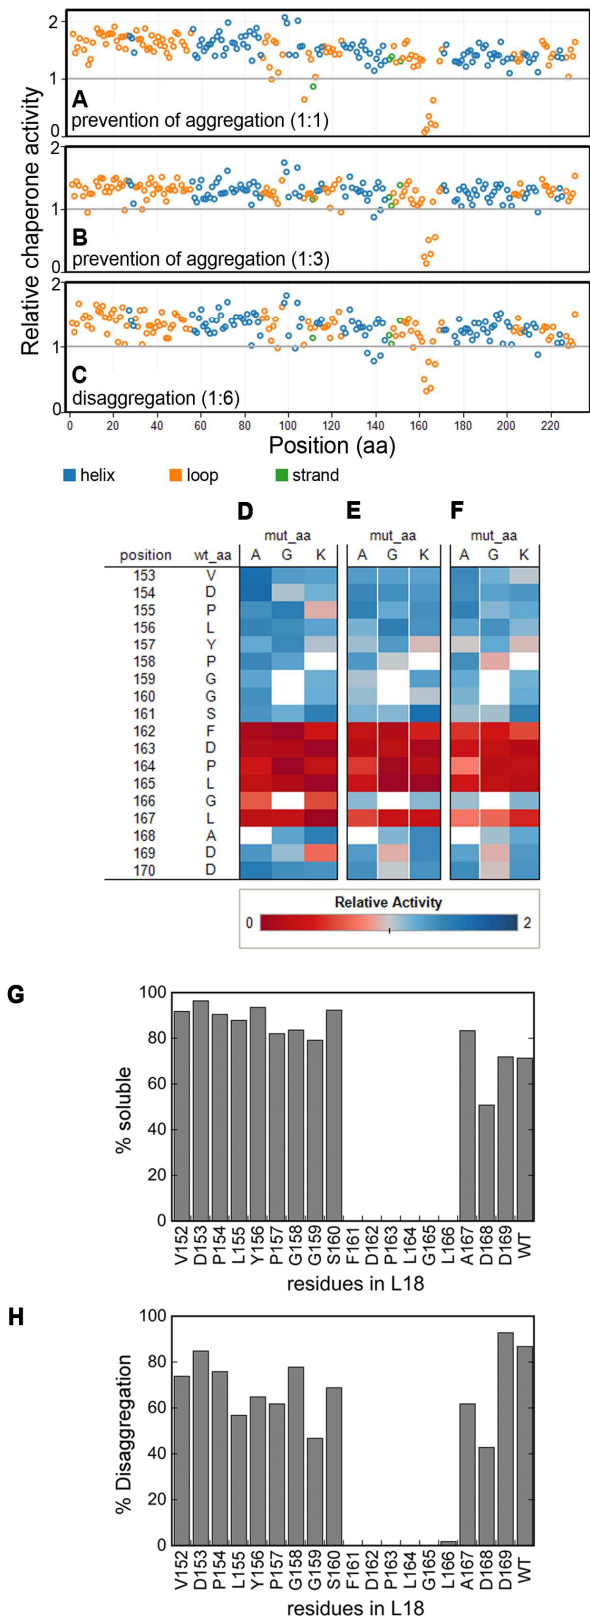 2
1
0
A
prevention of aggregation (1:1)
2
1
0
B
prevention of aggregation (1:3)
2
1
0
C
disaggregation (1:6)
Relative chaperone activity
0 20 40 60 80 100 120 140 160 180 200 220
Position (aa)
helix loop strand
D E F
mut_aa mut_aa mut_aa
position wt_aa A G K A G K A G K
153 V
154 D
155 P
156 L
157 Y
158 P
159 G
160 G
161 S
162 F
163 D
164 P
165 L
166 G
167 L
168 A
169 D
170 D
Relative Activity
0 2
G
100
80
60
40
20
0
% soluble
V152 D153 P154 L155 Y156 P157 G158 G159 S160 F161 D162 P163 L164 G165 L166 A167 D168 D169 WT
residues in L18
H
100
80
60
40
20
0
% Disaggregation
V152 D153 P154 L155 Y156 P157 G158 G159 S160 F161 D162 P163 L164 G165 L166 A167 D168 D169 WT
residues in L18